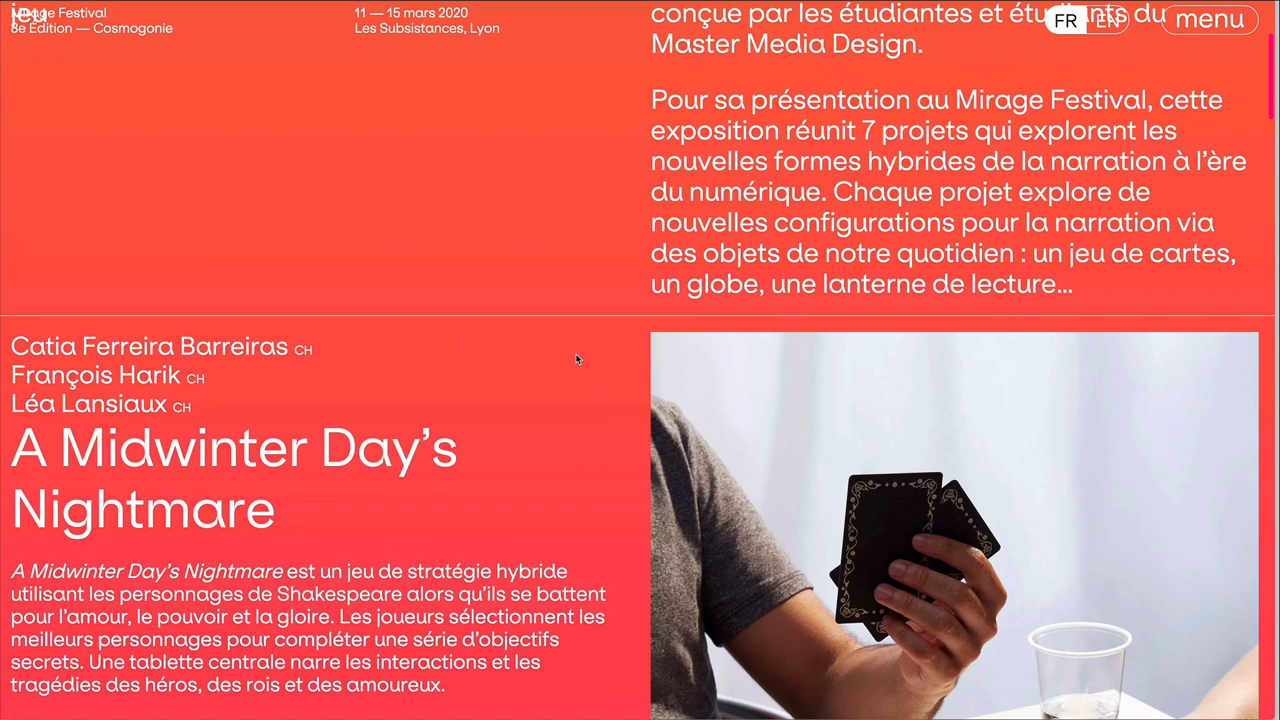 jeu
Mirage Festival
8e Édition — Cosmogonie
11 — 15 mars 2020
Les Subsistances, Lyon
FR EN
menu
conçue par les étudiantes et étudiants du
Master Media Design.
Pour sa présentation au Mirage Festival, cette
exposition réunit 7 projets qui explorent les
nouvelles formes hybrides de la narration à l’ère
du numérique. Chaque projet explore de
nouvelles configurations pour la narration via
des objets de notre quotidien : un jeu de cartes,
un globe, une lanterne de lecture...
Catia Ferreira Barreiras CH
François Harik CH
Léa Lansiaux CH
A Midwinter Day’s
Nightmare
A Midwinter Day’s Nightmare est un jeu de stratégie hybride
utilisant les personnages de Shakespeare alors qu’ils se battent
pour l’amour, le pouvoir et la gloire. Les joueurs sélectionnent les
meilleurs personnages pour compléter une série d’objectifs
secrets. Une tablette centrale narre les interactions et les
tragédies des héros, des rois et des amoureux.